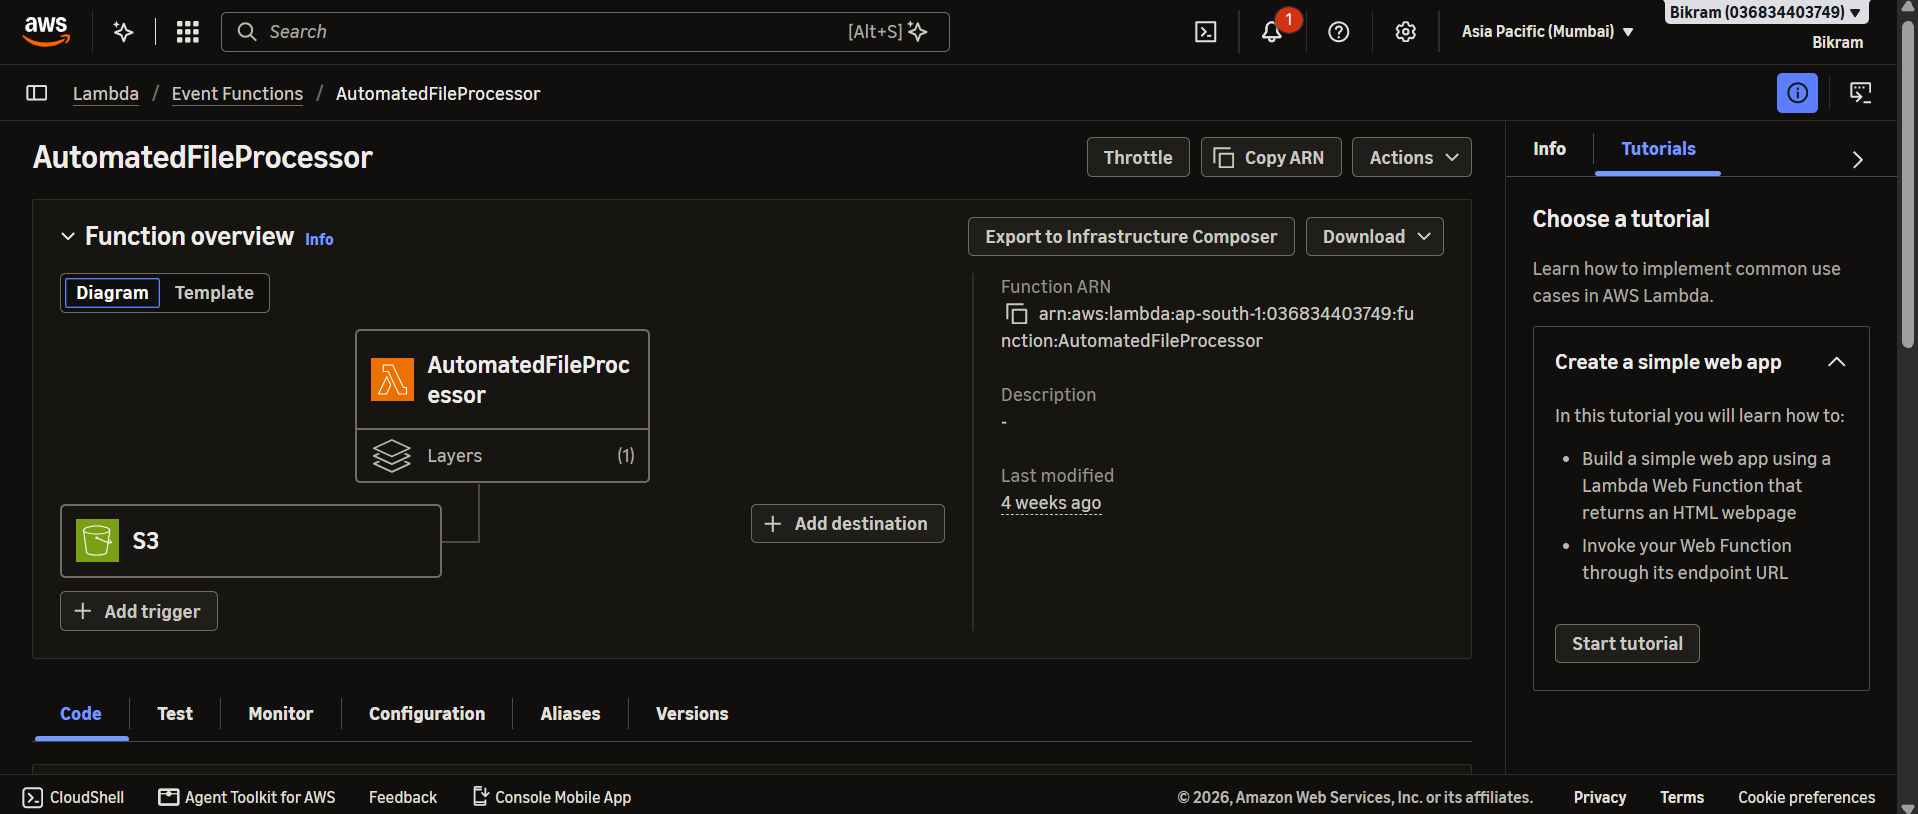 aws
Search
[Alt+S]
1
Asia Pacific (Mumbai) ▼
Bikram (036834403749) ▼
Bikram
Lambda / Event Functions / AutomatedFileProcessor
AutomatedFileProcessor
Throttle
Copy ARN
Actions
Function overview Info
Export to Infrastructure Composer
Download
Diagram
Template
AutomatedFileProc
essor
Layers (1)
S3
+ Add destination
+ Add trigger
Function ARN
arn:aws:lambda:ap-south-1:036834403749:fu
nction:AutomatedFileProcessor
Description
-
Last modified
4 weeks ago
Code
Test
Monitor
Configuration
Aliases
Versions
Info
Tutorials
Choose a tutorial
Learn how to implement common use
cases in AWS Lambda.
Create a simple web app
In this tutorial you will learn how to:
• Build a simple web app using a
Lambda Web Function that
returns an HTML webpage
• Invoke your Web Function
through its endpoint URL
Start tutorial
CloudShell
Agent Toolkit for AWS
Feedback
Console Mobile App
© 2026, Amazon Web Services, Inc. or its affiliates.
Privacy
Terms
Cookie preferences